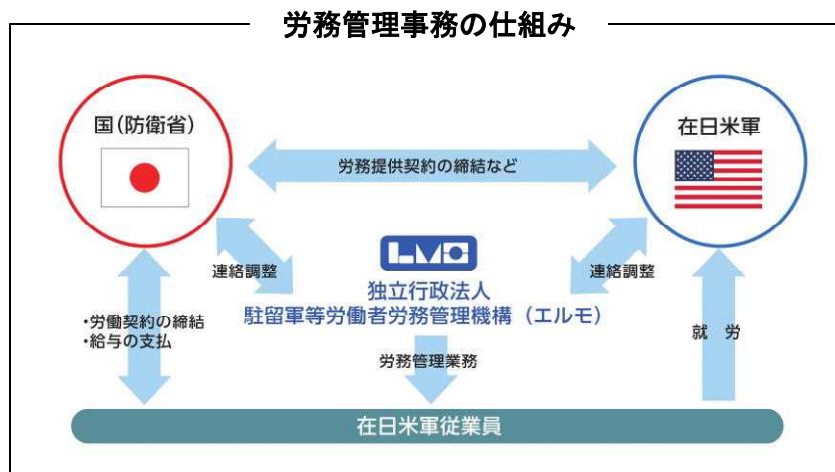 労務管理事務の仕組み
国(防衛省)
在日米軍
労務提供契約の締結など
連絡調整
LMO
連絡調整
独立行政法人
駐留軍等労働者労務管理機構(エルモ)
・労働契約の締結
・給与の支払
就 労
労務管理業務
在日米軍従業員